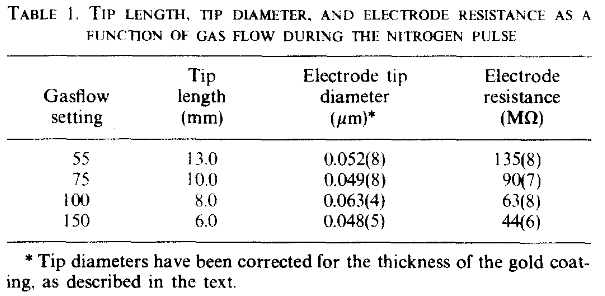 TABLE 1. TIP LENGTH, TIP DIAMETER, AND ELECTRODE RESISTANCE AS A
FUNCTION OF GAS FLOW DURING THE NITROGEN PULSE
Gasflow setting Tip length (mm) Electrode tip diameter (μm)* Electrode resistance (MΩ)
55 13.0 0.052(8) 135(8)
75 10.0 0.049(8) 90(7)
100 8.0 0.063(4) 63(8)
150 6.0 0.048(5) 44(6)
* Tip diameters have been corrected for the thickness of the gold coat-
ing, as described in the text.